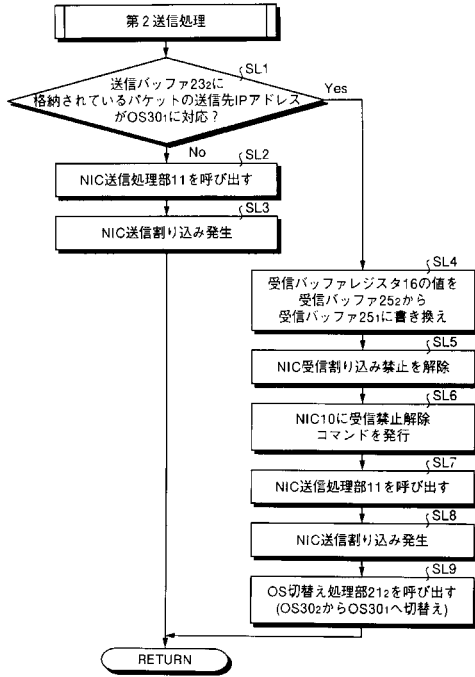 第2送信処理
SL1
送信バッファ23₂に
格納されているパケットの送信先IPアドレス
がOS30₁に対応？
Yes
No
SL2
NIC送信処理部11を呼び出す
SL3
NIC送信割り込み発生
SL4
受信バッファレジスタ16の値を
受信バッファ25₂から
受信バッファ25₁に書き換え
SL5
NIC受信割り込み禁止を解除
SL6
NIC10に受信禁止解除
コマンドを発行
SL7
NIC送信処理部11を呼び出す
SL8
NIC送信割り込み発生
SL9
OS切替え処理部21₂を呼び出す
(OS30₂からOS30₁へ切替え)
RETURN